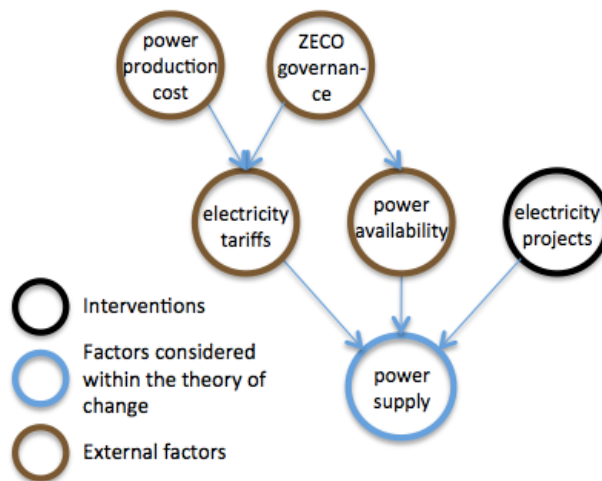 power
production
cost
ZECO
governan-
ce
electricity
tariffs
power
availability
electricity
projects
Interventions
Factors considered
within the theory of
change
power
supply
External factors